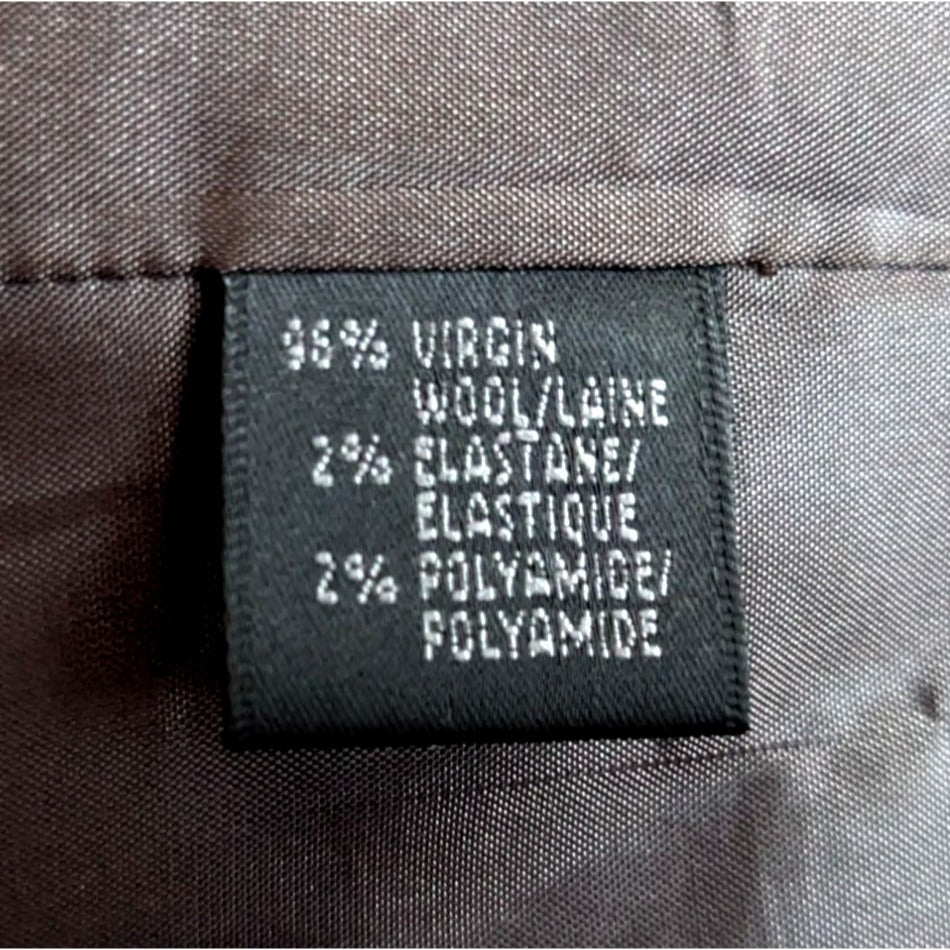 96% VIRGIN
WOOL/LAINE
2% ELASTANE/
ELASTIQUE
2% POLYAMIDE/
POLYAMIDE